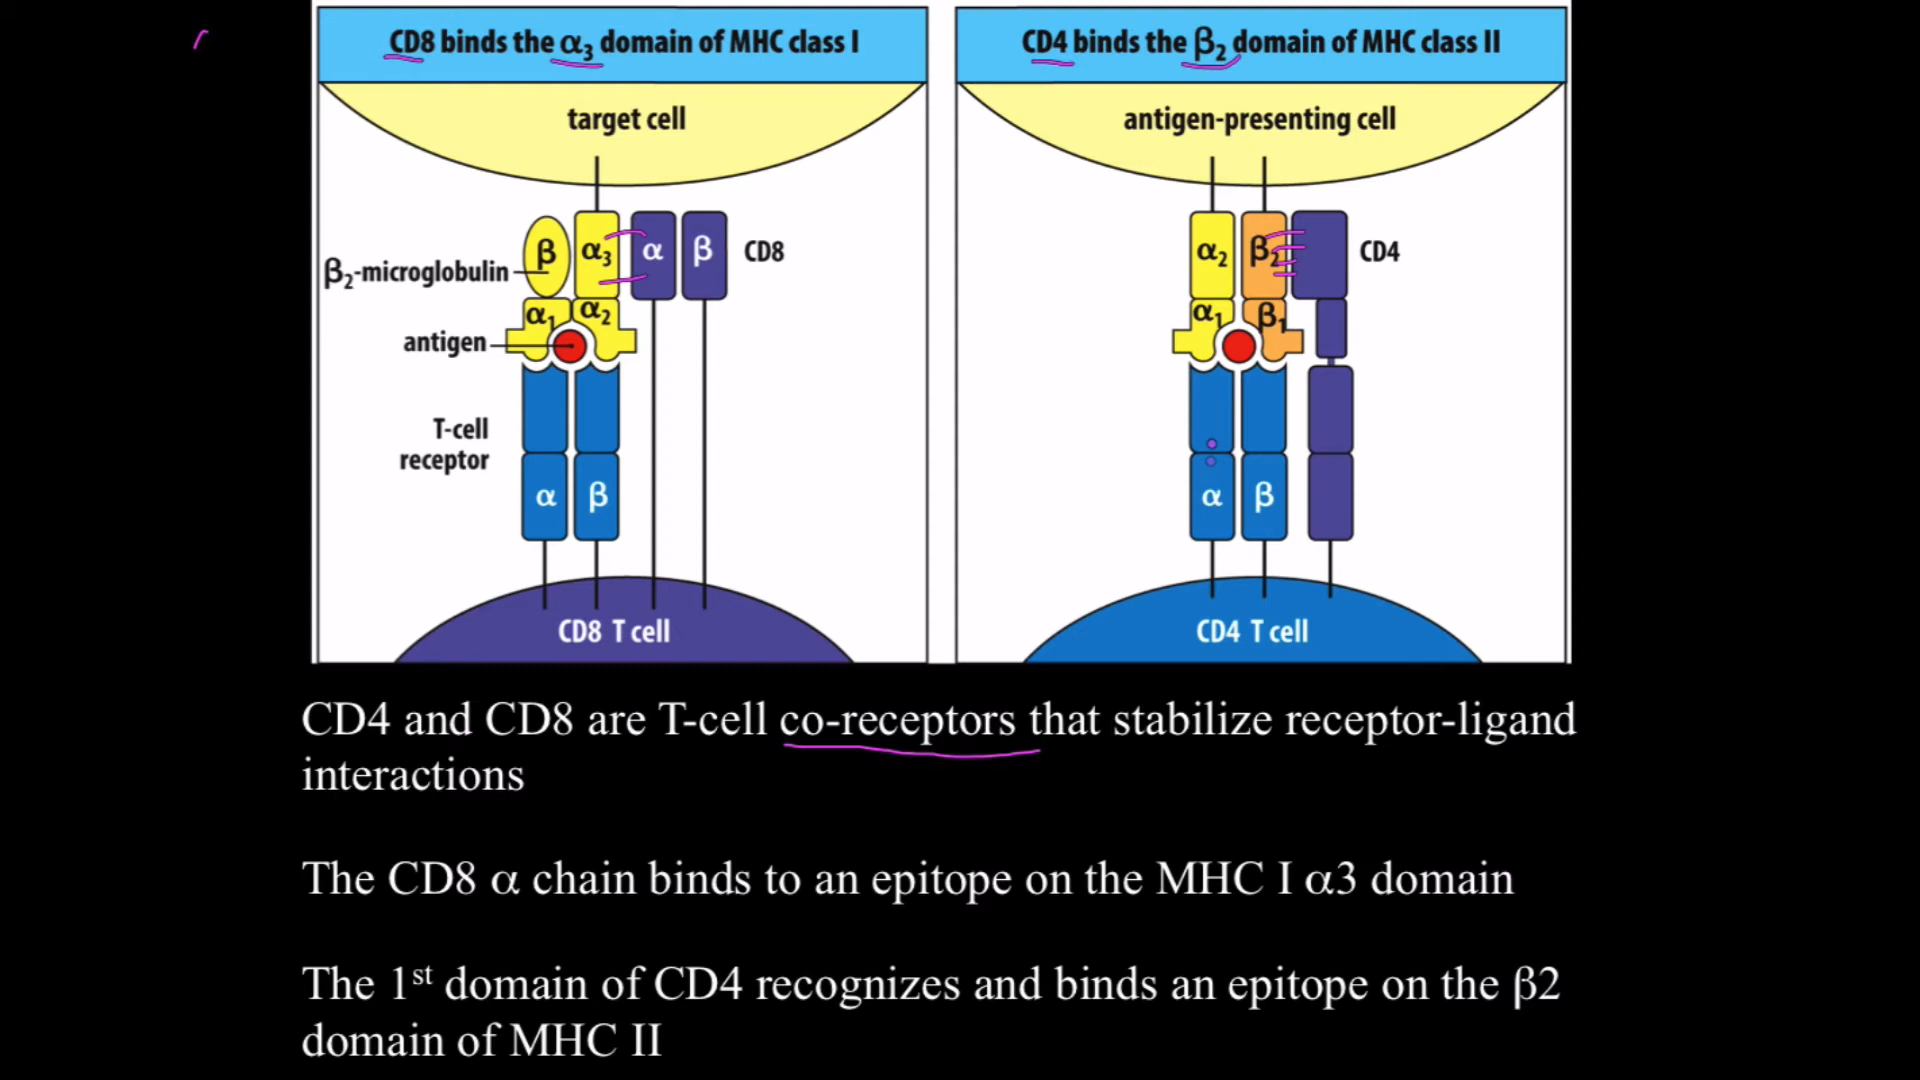 CD8 binds the α₃ domain of MHC class I
target cell
β
α₃
α
β
CD8
β₂-microglobulin
α₁
α₂
antigen
T-cell
receptor
α
β
CD8 T cell
CD4 binds the β₂ domain of MHC class II
antigen-presenting cell
α₂
β₂
CD4
α₁
β₁
α
β
CD4 T cell
CD4 and CD8 are T-cell co-receptors that stabilize receptor-ligand
interactions
The CD8 α chain binds to an epitope on the MHC I α3 domain
The 1st domain of CD4 recognizes and binds an epitope on the β2
domain of MHC II